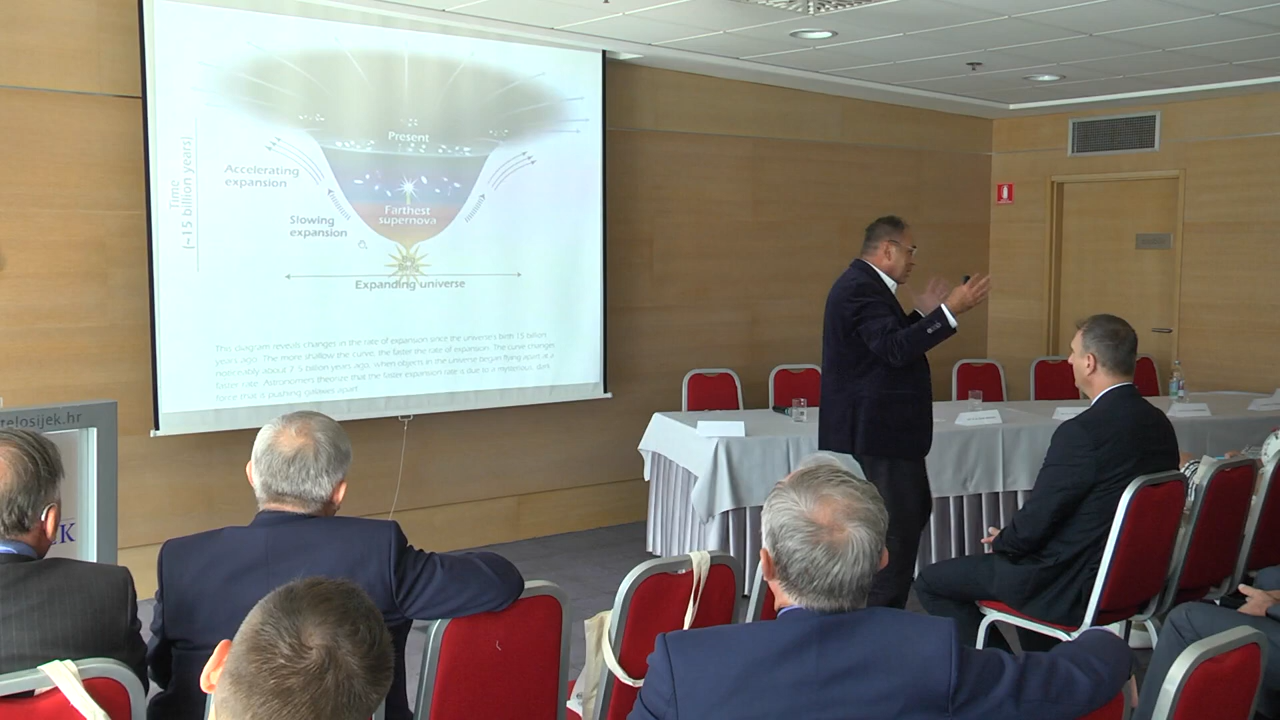 Present
Accelerating
expansion
Time
(~15 billion years)
Farthest
supernova
Slowing
expansion
Expanding universe
This diagram reveals changes in the rate of expansion since the universe's birth 15 billion
years ago. The more shallow the curve, the faster the rate of expansion. The curve changes
noticeably about 7.5 billion years ago, when objects in the universe began flying apart at a
faster rate. Astronomers theorize that the faster expansion rate is due to a mysterious, dark
force that is pushing galaxies apart.
telosijek.hr
EK